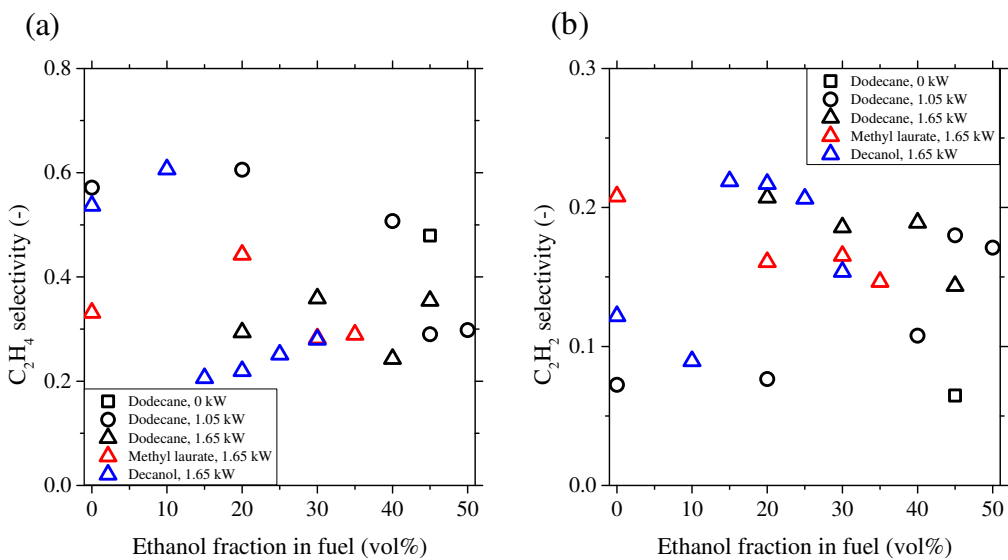 (a)
0.8
0.6
0.4
0.2
0.0
C₂H₄ selectivity (-)
Dodecane, 0 kW
Dodecane, 1.05 kW
Dodecane, 1.65 kW
Methyl laurate, 1.65 kW
Decanol, 1.65 kW
0 10 20 30 40 50
Ethanol fraction in fuel (vol%)
(b)
0.3
0.2
0.1
0.0
C₂H₂ selectivity (-)
Dodecane, 0 kW
Dodecane, 1.05 kW
Dodecane, 1.65 kW
Methyl laurate, 1.65 kW
Decanol, 1.65 kW
0 10 20 30 40 50
Ethanol fraction in fuel (vol%)